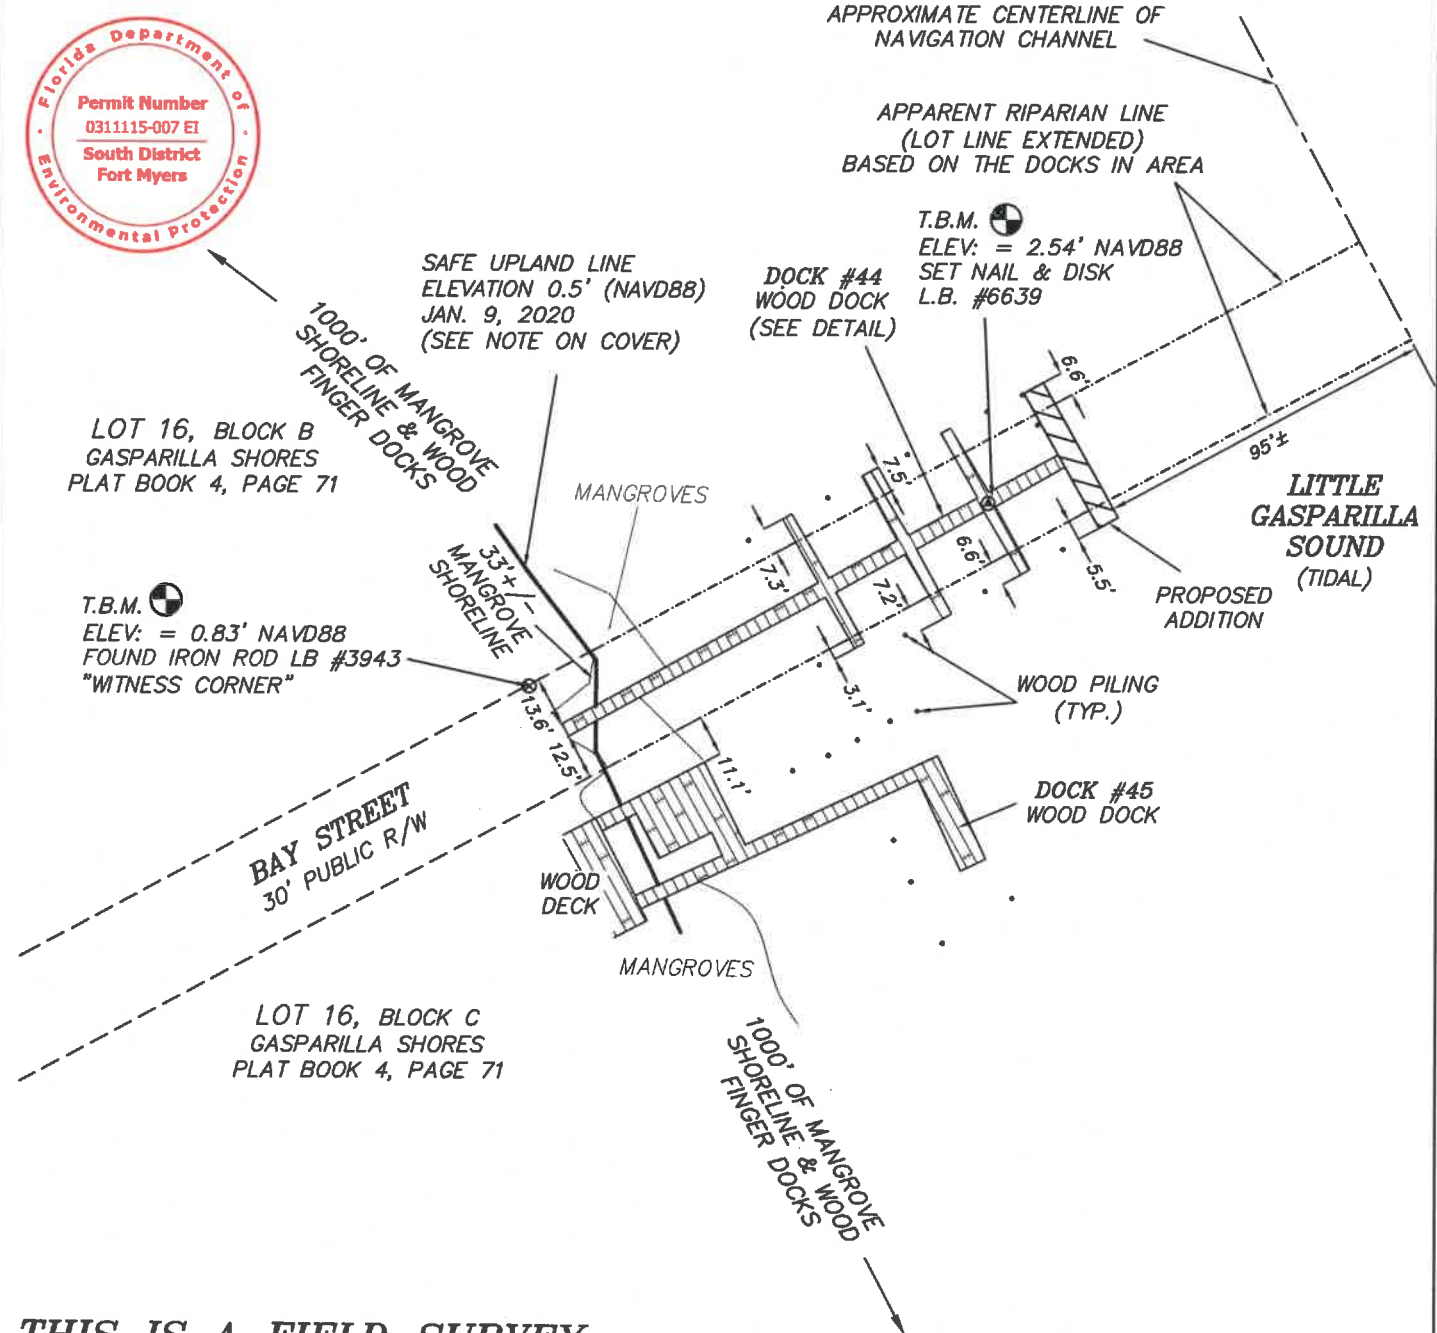 APPROXIMATE CENTERLINE OF
NAVIGATION CHANNEL
Florida Department of
Environmental Protection
Permit Number
0311115-007 EI
South District
Fort Myers
APPARENT RIPARIAN LINE
(LOT LINE EXTENDED)
BASED ON THE DOCKS IN AREA
T.B.M.
ELEV: = 2.54' NAVD88
SET NAIL & DISK
L.B. #6639
SAFE UPLAND LINE
ELEVATION 0.5' (NAVD88)
JAN. 9, 2020
(SEE NOTE ON COVER)
DOCK #44
WOOD DOCK
(SEE DETAIL)
1000' OF MANGROVE
SHORELINE & WOOD
FINGER DOCKS
LOT 16, BLOCK B
GASPARILLA SHORES
PLAT BOOK 4, PAGE 71
MANGROVES
6.6'
7.5'
95'±
LITTLE
GASPARILLA
SOUND
(TIDAL)
33'+/-
MANGROVE
SHORELINE
7.3'
7.2'
6.6'
5.5'
PROPOSED
ADDITION
T.B.M.
ELEV: = 0.83' NAVD88
FOUND IRON ROD LB #3943
"WITNESS CORNER"
13.6'
12.5'
3.1'
WOOD PILING
(TYP.)
11.1'
DOCK #45
WOOD DOCK
BAY STREET
30' PUBLIC R/W
WOOD
DECK
MANGROVES
LOT 16, BLOCK C
GASPARILLA SHORES
PLAT BOOK 4, PAGE 71
1000' OF MANGROVE
SHORELINE & WOOD
FINGER DOCKS
THIS IS A FIELD SURVEY